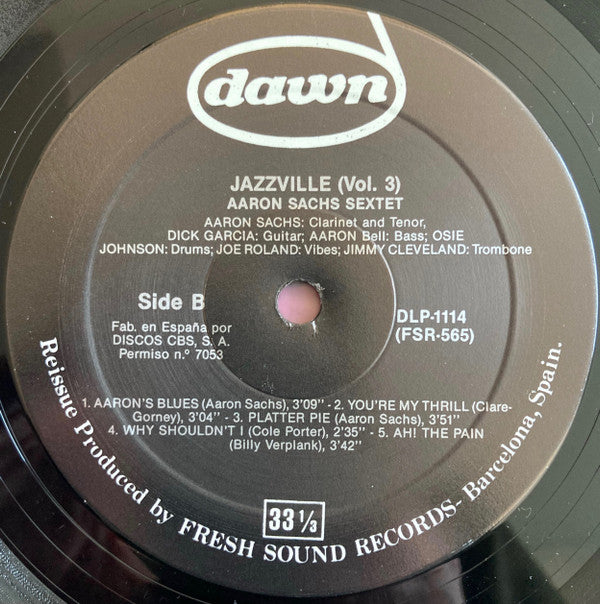 dawn
JAZZVILLE (Vol. 3)
AARON SACHS SEXTET
AARON SACHS: Clarinet and Tenor,
DICK GARCIA: Guitar; AARON Bell: Bass; OSIE
JOHNSON: Drums; JOE ROLAND: Vibes; JIMMY CLEVELAND: Trombone
Side B
Fab. en España por
DISCOS CBS, S. A.
Permiso n.º 7053
DLP-1114
(FSR-565)
1. AARON'S BLUES (Aaron Sachs), 3'09" - 2. YOU'RE MY THRILL (Clare-
Gorney), 3'04" - 3. PLATTER PIE (Aaron Sachs), 3'51"
4. WHY SHOULDN'T I (Cole Porter), 2'35" - 5. AH! THE PAIN
(Billy Verplank), 3'42"
33 1/3
Reissue Produced by FRESH SOUND RECORDS- Barcelona, Spain.